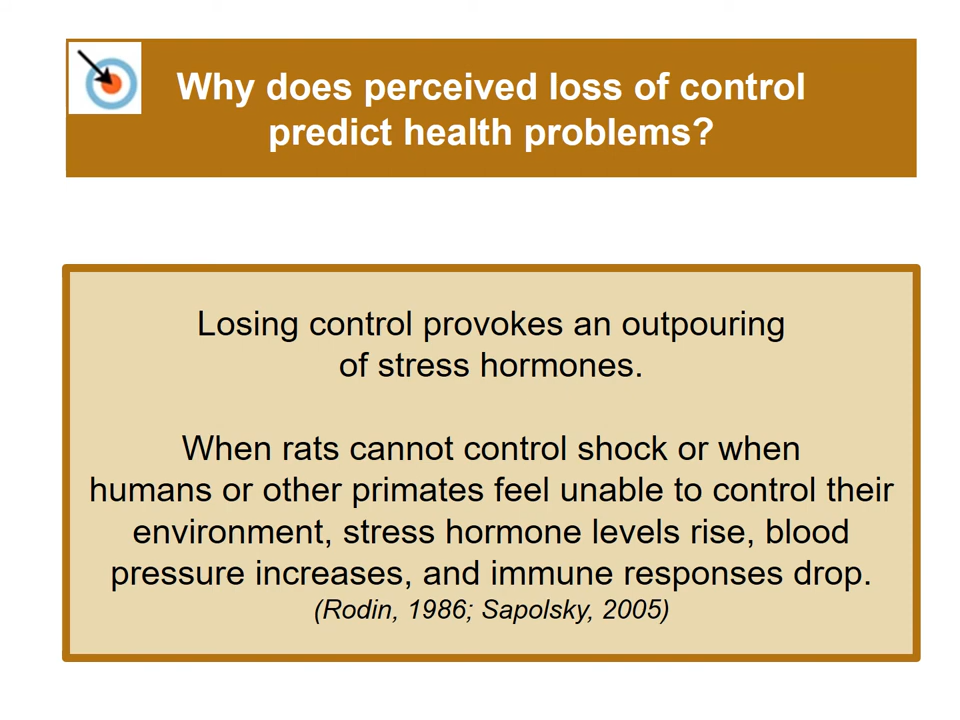 Why does perceived loss of control
predict health problems?
Losing control provokes an outpouring
of stress hormones.
When rats cannot control shock or when
humans or other primates feel unable to control their
environment, stress hormone levels rise, blood
pressure increases, and immune responses drop.
(Rodin, 1986; Sapolsky, 2005)